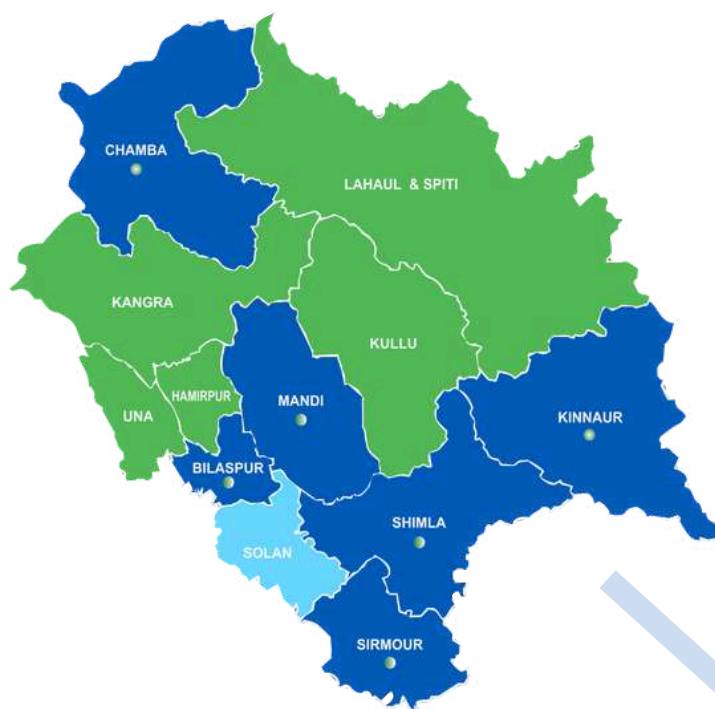 CHAMBA
LAHAUL & SPITI
KANGRA
KULLU
HAMIRPUR
UNA
MANDI
KINNAUR
BILASPUR
SHIMLA
SOLAN
SIRMOUR